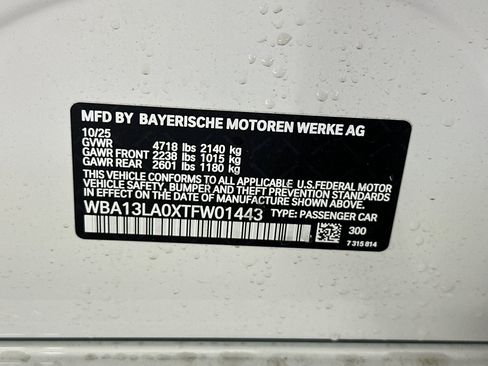 MFD BY BAYERISCHE MOTOREN WERKE AG
10/25
GVWR 4718 lbs 2140 kg
GAWR FRONT 2238 lbs 1015 kg
GAWR REAR 2601 lbs 1180 kg
THIS VEHICLE CONFORMS TO ALL APPLICABLE U.S. FEDERAL MOTOR
VEHICLE SAFETY, BUMPER, AND THEFT PREVENTION STANDARDS
IN EFFECT ON THE DATE OF MANUFACTURE SHOWN ABOVE.
WBA13LA0XTFW01443 TYPE: PASSENGER CAR
300
7 315 814